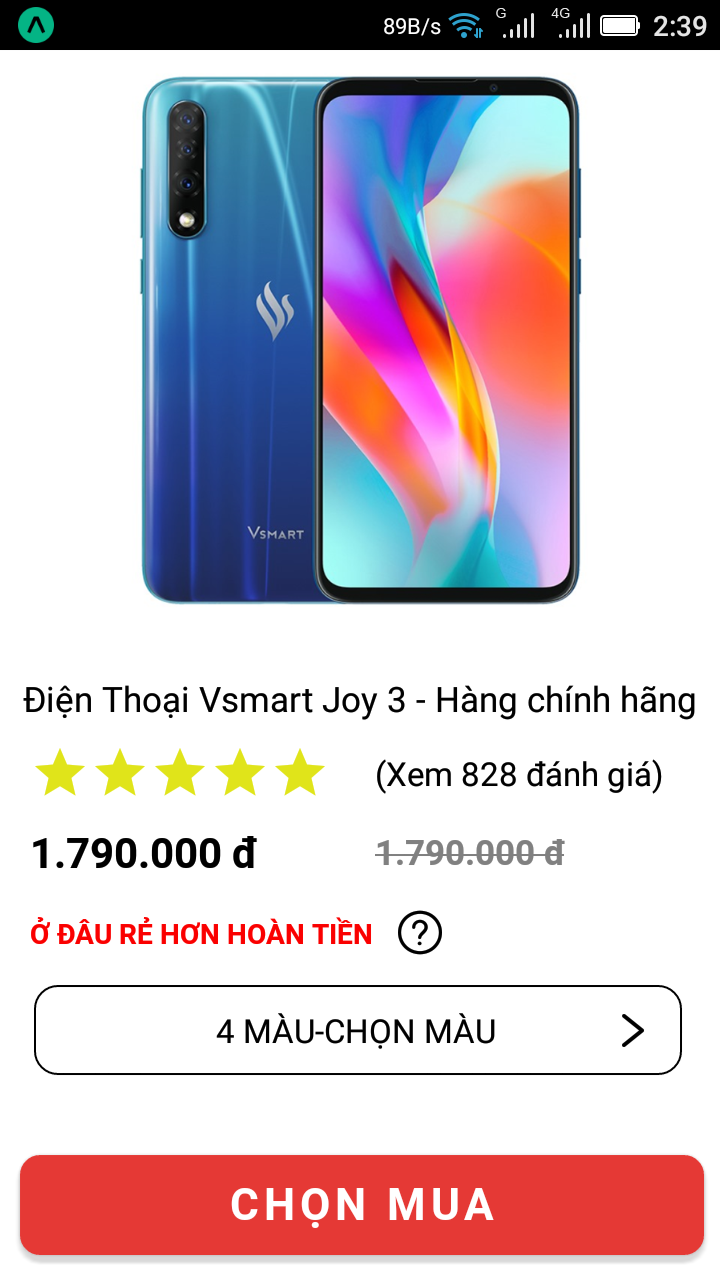 89B/s G 4G 2:39
VSMART
Điện Thoại Vsmart Joy 3 - Hàng chính hãng
(Xem 828 đánh giá)
1.790.000 đ 1.790.000 đ
Ở ĐÂU RẺ HƠN HOÀN TIỀN ?
4 MÀU-CHỌN MÀU
CHỌN MUA